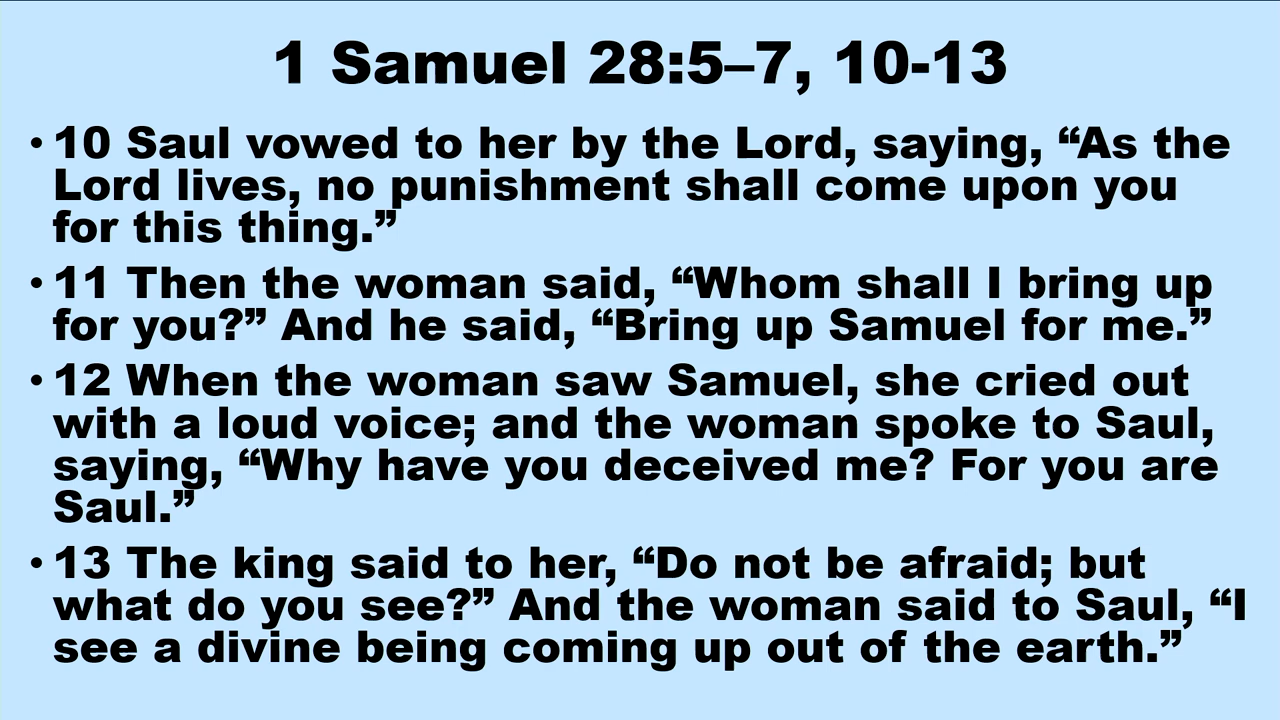 1 Samuel 28:5–7, 10-13
• 10 Saul vowed to her by the Lord, saying, “As the
Lord lives, no punishment shall come upon you
for this thing.”
• 11 Then the woman said, “Whom shall I bring up
for you?” And he said, “Bring up Samuel for me.”
• 12 When the woman saw Samuel, she cried out
with a loud voice; and the woman spoke to Saul,
saying, “Why have you deceived me? For you are
Saul.”
• 13 The king said to her, “Do not be afraid; but
what do you see?” And the woman said to Saul, “I
see a divine being coming up out of the earth.”